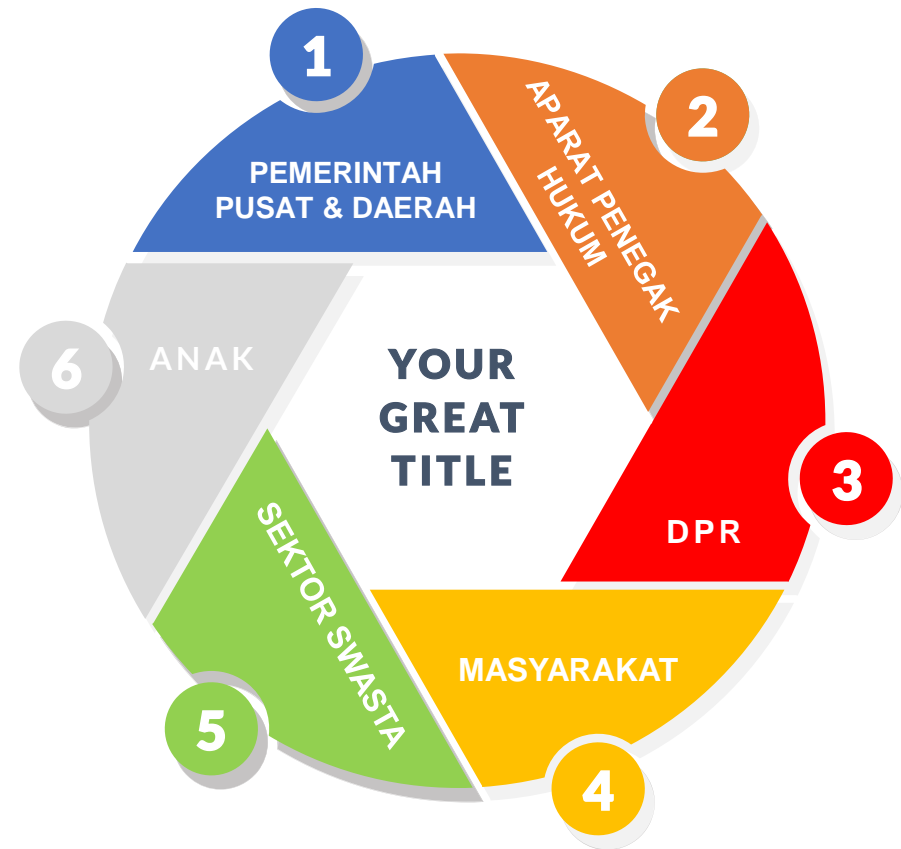 1
PEMERINTAH
PUSAT & DAERAH
2
APARAT PENEGAK
HUKUM
3
DPR
4
MASYARAKAT
5
SEKTOR SWASTA
6
ANAK
YOUR
GREAT
TITLE